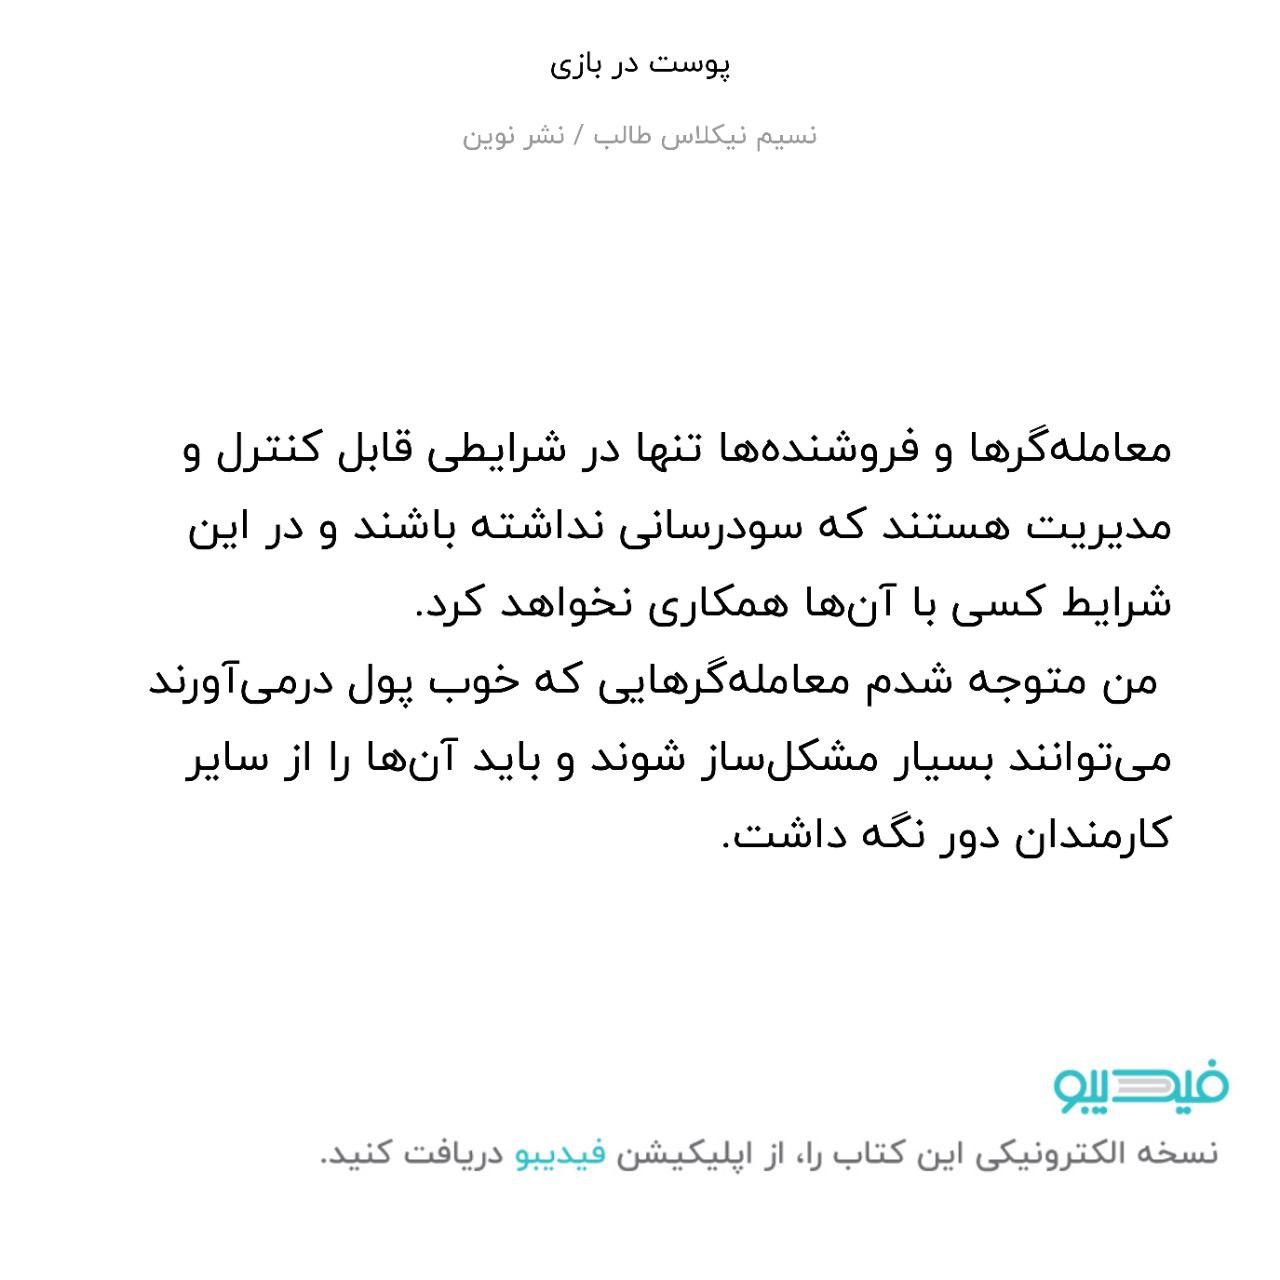 پوست در بازی
نسیم نیکلاس طالب / نشر نوین
معامله‌گرها و فروشنده‌ها تنها در شرایطی قابل کنترل و
مدیریت هستند که سودرسانی نداشته باشند و در این
شرایط کسی با آن‌ها همکاری نخواهد کرد.
من متوجه شدم معامله‌گرهایی که خوب پول درمی‌آورند
می‌توانند بسیار مشکل‌ساز شوند و باید آن‌ها را از سایر
کارمندان دور نگه داشت.
فیدیبو
نسخه الکترونیکی این کتاب را، از اپلیکیشن فیدیبو دریافت کنید.